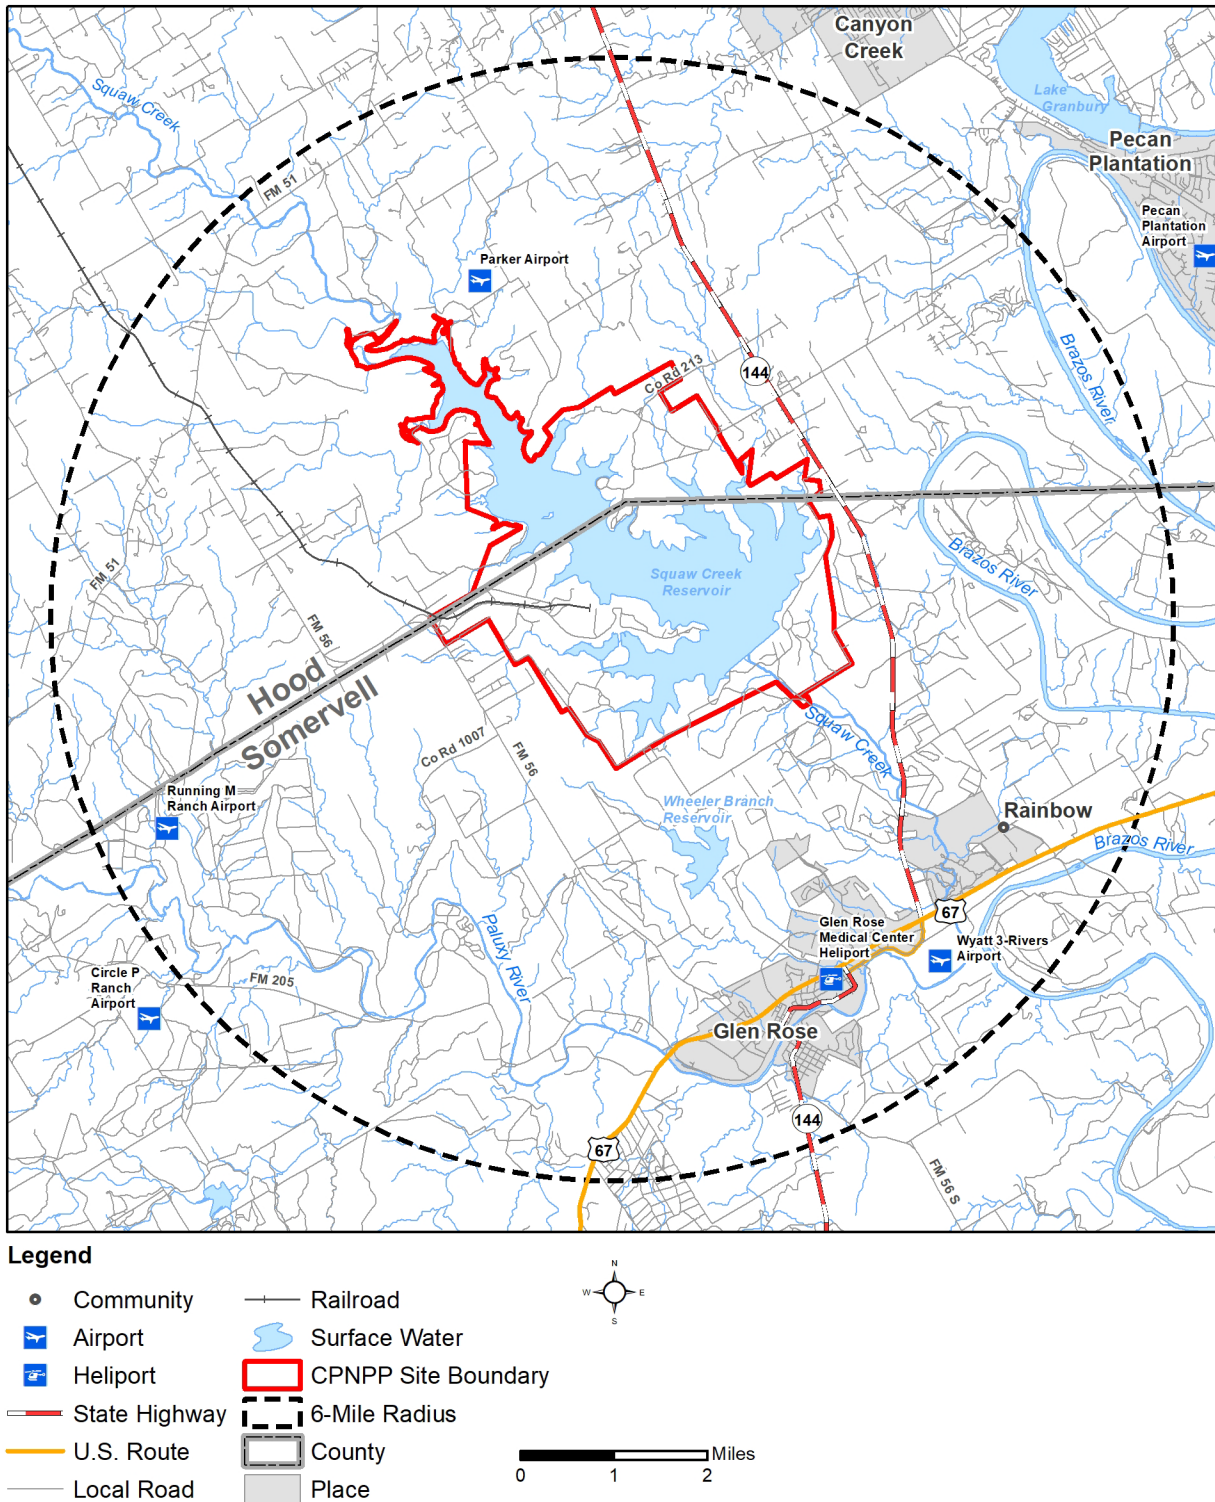 Canyon
Creek
Lake
Granbury
Squaw Creek
Pecan
Plantation
FM 51
Pecan
Plantation
Airport
Parker Airport
Brazos River
Co Rd 213
144
Brazos River
FM 51
Squaw Creek
Reservoir
FM 56
Hood
Somervell
Squaw Creek
Co Rd 1007
FM 56
Running M
Ranch Airport
Wheeler Branch
Reservoir
Rainbow
Brazos River
67
Paluxy River
Glen Rose
Medical Center
Heliport
Wyatt 3-Rivers
Airport
Circle P
Ranch
Airport
FM 205
Glen Rose
144
67
FM 56 S
Legend
N
W E
S
Community
Railroad
Airport
Surface Water
Heliport
CPNPP Site Boundary
State Highway
6-Mile Radius
U.S. Route
County
Local Road
Place
Miles
0 1 2